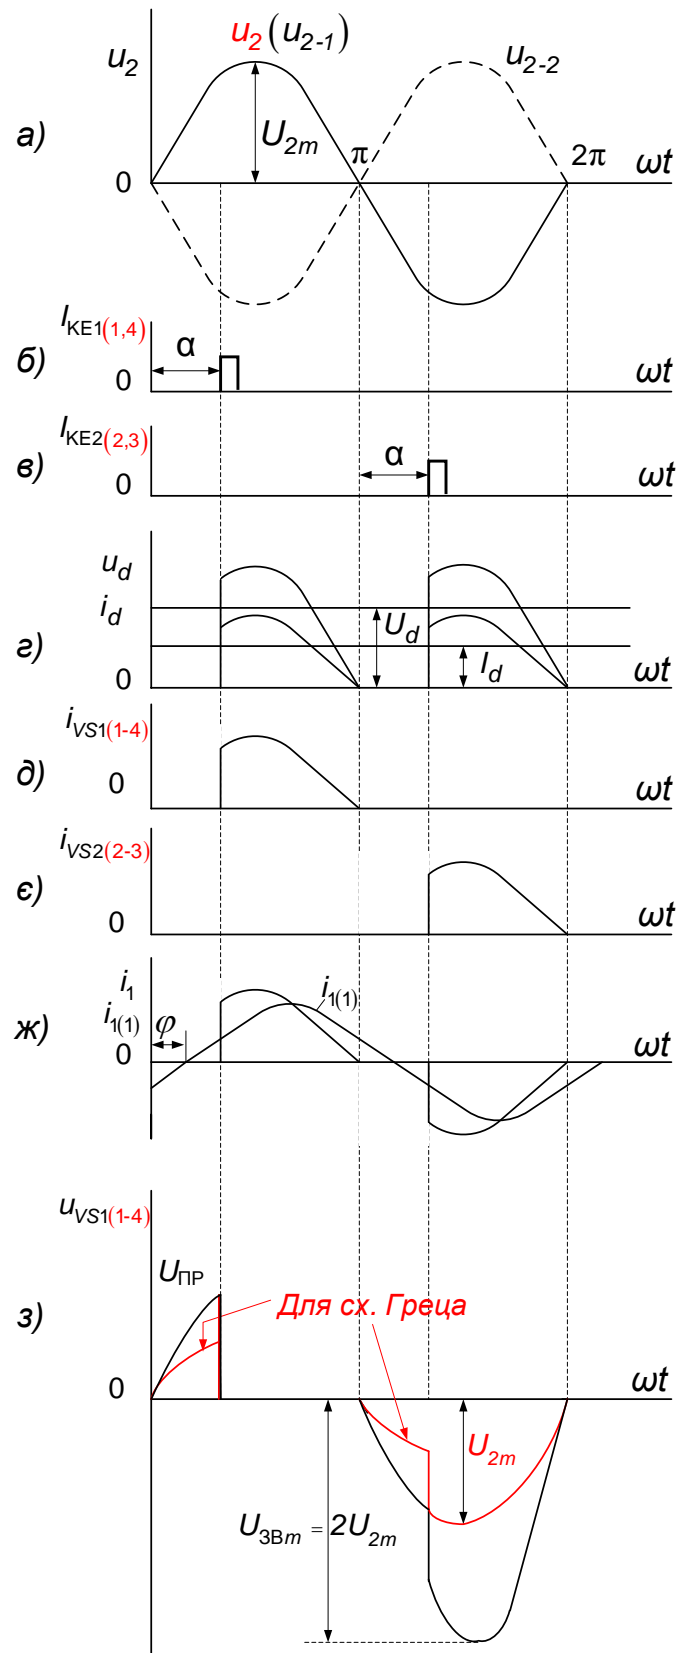 u2 u2(u2-1) u2-2
а) U2m π 2π ωt
0
IКЕ1(1,4)
б) α ωt
0
IКЕ2(2,3)
в) α ωt
0
ud
id Ud
г) Id
0 ωt
iVS1(1-4)
д) 0 ωt
iVS2(2-3)
є) 0 ωt
i1 i1(1)
i1(1) φ
ж) 0 ωt
uVS1(1-4)
UПР
з) Для сх. Греца
0 ωt
U2m
UЗВm = 2U2m